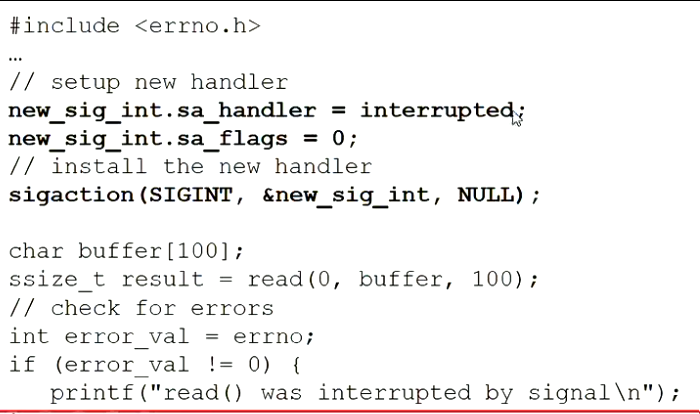 #include <errno.h>
…
// setup new handler
new_sig_int.sa_handler = interrupted;
new_sig_int.sa_flags = 0;
// install the new handler
sigaction(SIGINT, &new_sig_int, NULL);
char buffer[100];
ssize_t result = read(0, buffer, 100);
// check for errors
int error_val = errno;
if (error_val != 0) {
printf("read() was interrupted by signal\n");